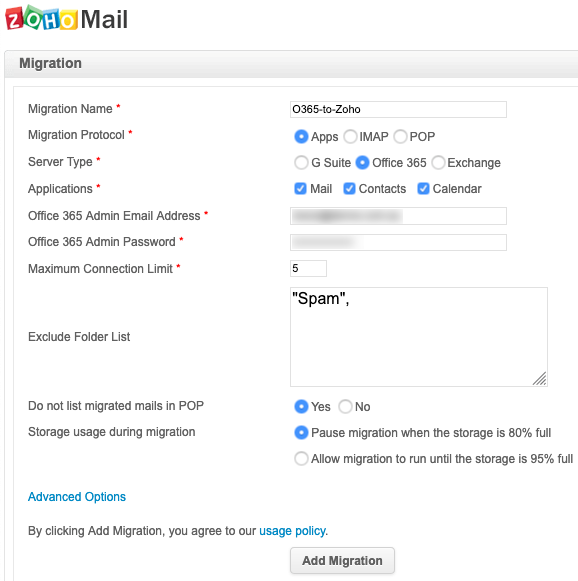 ZOHO Mail
Migration
Migration Name * O365-to-Zoho
Migration Protocol * Apps IMAP POP
Server Type * G Suite Office 365 Exchange
Applications * Mail Contacts Calendar
Office 365 Admin Email Address *
Office 365 Admin Password *
Maximum Connection Limit * 5
"Spam",
Exclude Folder List
Do not list migrated mails in POP Yes No
Storage usage during migration Pause migration when the storage is 80% full
Allow migration to run until the storage is 95% full
Advanced Options
By clicking Add Migration, you agree to our usage policy.
Add Migration